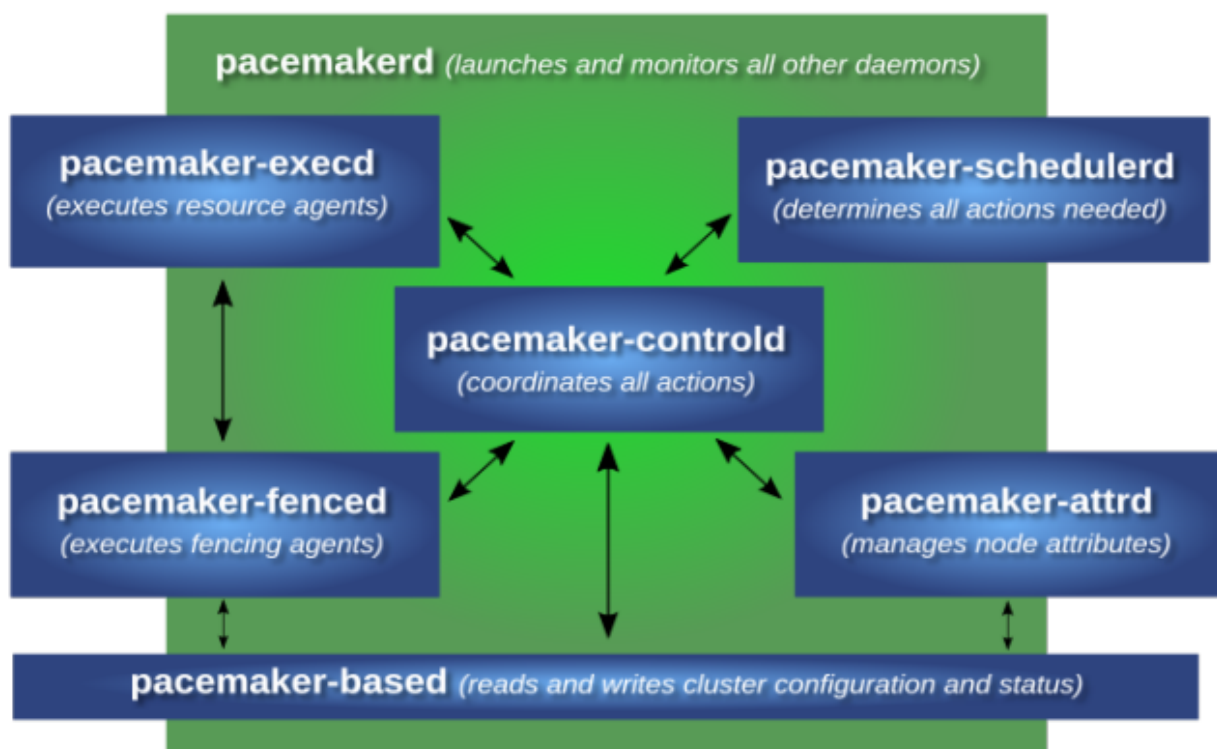 pacemakerd (launches and monitors all other daemons)
pacemaker-execd
(executes resource agents)
pacemaker-schedulerd
(determines all actions needed)
pacemaker-controld
(coordinates all actions)
pacemaker-fenced
(executes fencing agents)
pacemaker-attrd
(manages node attributes)
pacemaker-based (reads and writes cluster configuration and status)